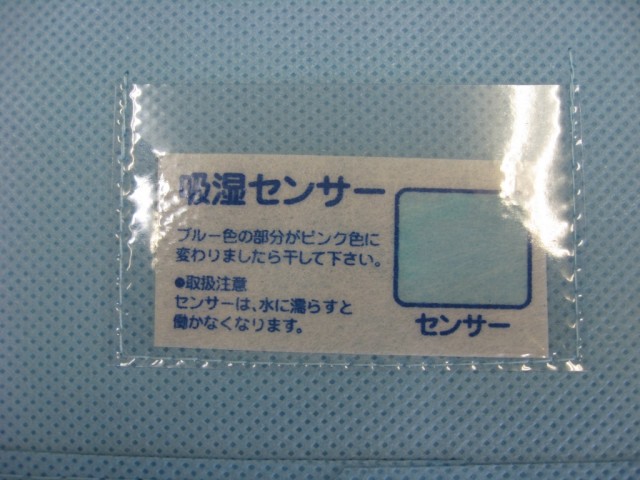 吸湿センサー
ブルー色の部分がピンク色に
変わりましたら干して下さい。
●取扱注意
センサーは、水に濡らすと
働かなくなります。
センサー